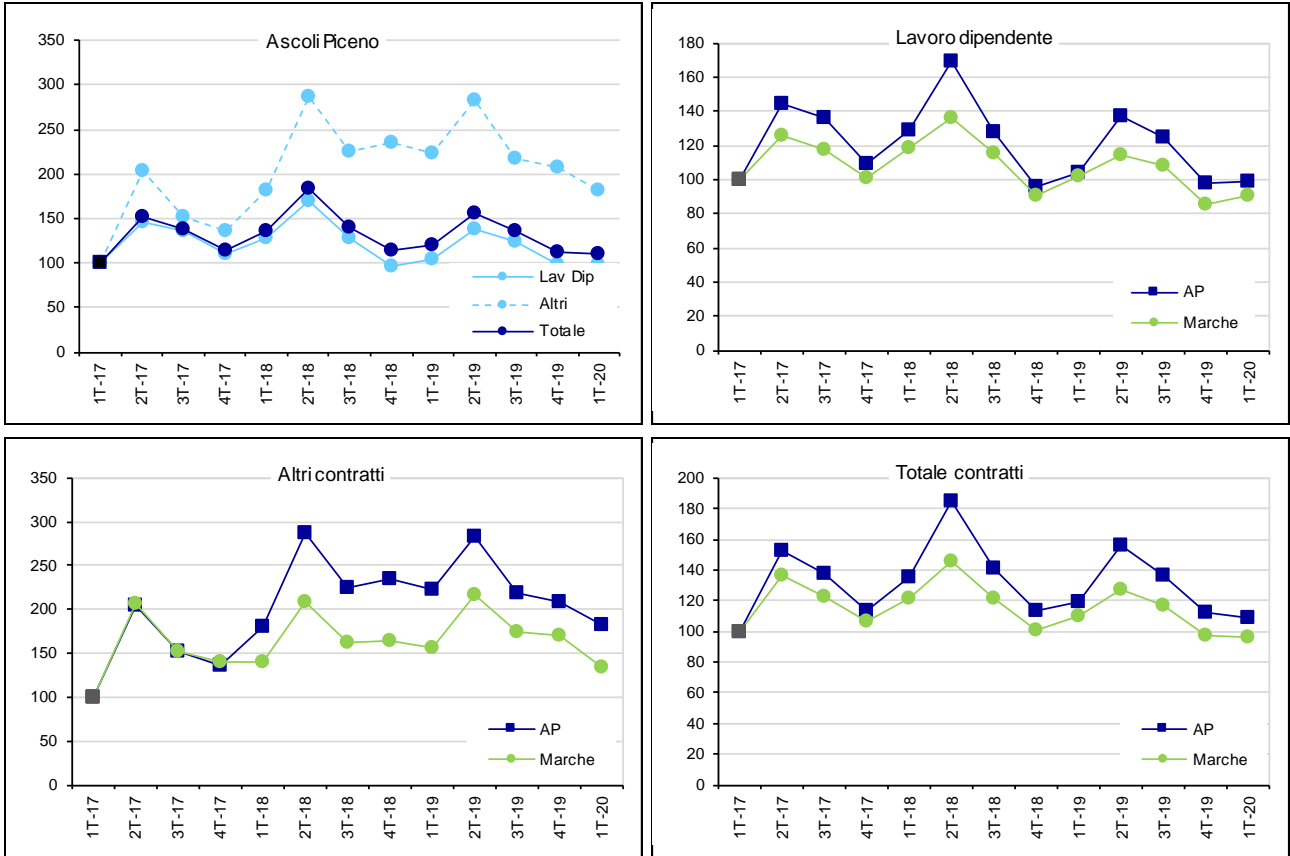 Ascoli Piceno
350
300
250
200
150
100
50
0
Lav Dip
Altri
Totale
1T-17
2T-17
3T-17
4T-17
1T-18
2T-18
3T-18
4T-18
1T-19
2T-19
3T-19
4T-19
1T-20
Lavoro dipendente
180
160
140
120
100
80
60
40
20
0
AP
Marche
1T-17
2T-17
3T-17
4T-17
1T-18
2T-18
3T-18
4T-18
1T-19
2T-19
3T-19
4T-19
1T-20
Altri contratti
350
300
250
200
150
100
50
0
AP
Marche
1T-17
2T-17
3T-17
4T-17
1T-18
2T-18
3T-18
4T-18
1T-19
2T-19
3T-19
4T-19
1T-20
Totale contratti
200
180
160
140
120
100
80
60
40
20
0
AP
Marche
1T-17
2T-17
3T-17
4T-17
1T-18
2T-18
3T-18
4T-18
1T-19
2T-19
3T-19
4T-19
1T-20